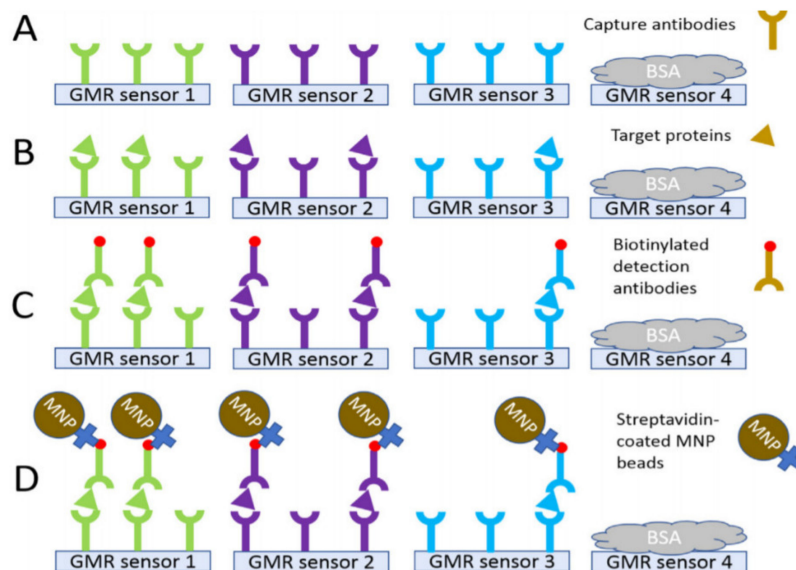 A
Capture antibodies
BSA
GMR sensor 1
GMR sensor 2
GMR sensor 3
GMR sensor 4
B
Target proteins
BSA
GMR sensor 1
GMR sensor 2
GMR sensor 3
GMR sensor 4
C
Biotinylated
detection
antibodies
BSA
GMR sensor 1
GMR sensor 2
GMR sensor 3
GMR sensor 4
D
MNP
MNP
MNP
MNP
MNP
Streptavidin-
coated MNP
beads
MNP
BSA
GMR sensor 1
GMR sensor 2
GMR sensor 3
GMR sensor 4